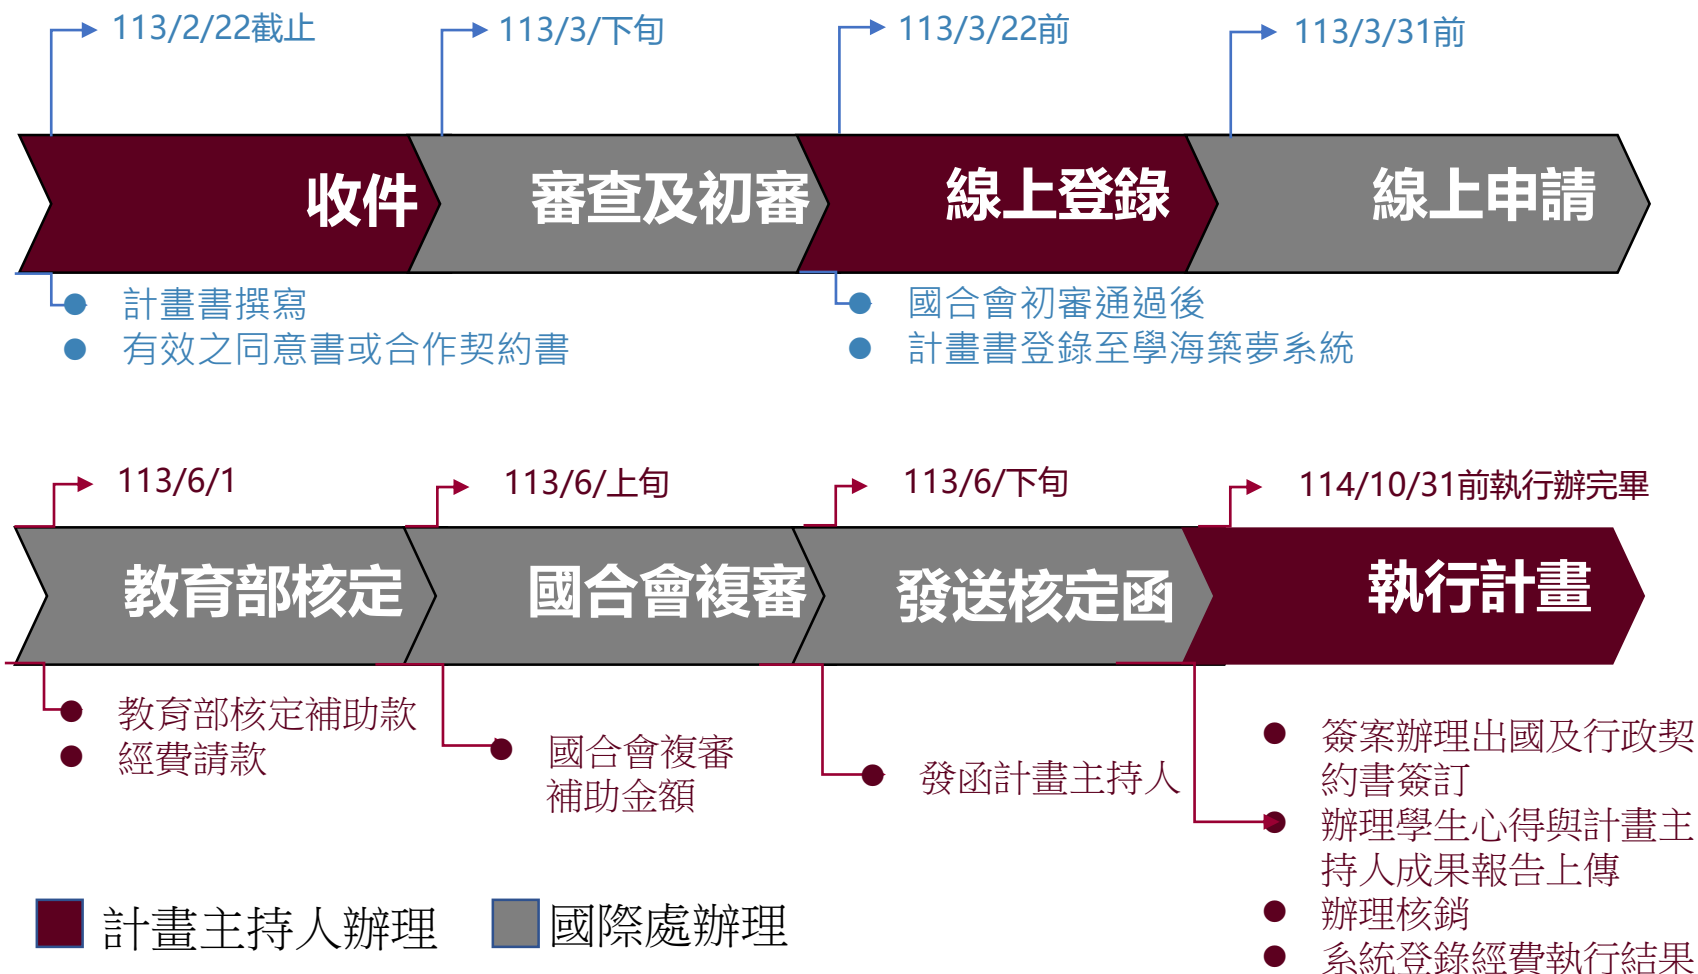 113/2/22截止
113/3/下旬
113/3/22前
113/3/31前
收件
審查及初審
線上登錄
線上申請
● 計畫書撰寫
● 有效之同意書或合作契約書
● 國合會初審通過後
● 計畫書登錄至學海築夢系統
113/6/1
113/6/上旬
113/6/下旬
114/10/31前執行辦完畢
教育部核定
國合會複審
發送核定函
執行計畫
● 教育部核定補助款
● 經費請款
● 國合會複審
補助金額
● 發函計畫主持人
● 簽案辦理出國及行政契
約書簽訂
● 辦理學生心得與計畫主
持人成果報告上傳
● 辦理核銷
● 系統登錄經費執行結果
計畫主持人辦理
國際處辦理